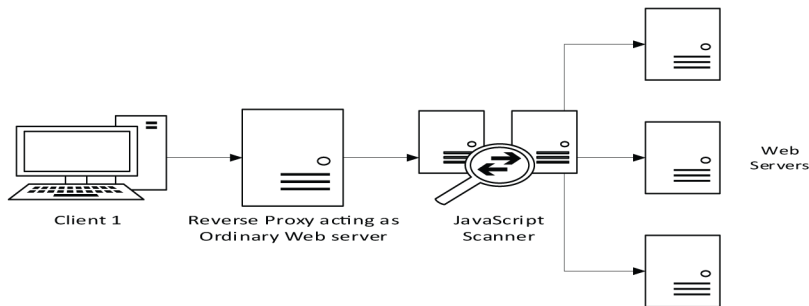 Client 1
Reverse Proxy acting as
Ordinary Web server
JavaScript
Scanner
Web
Servers